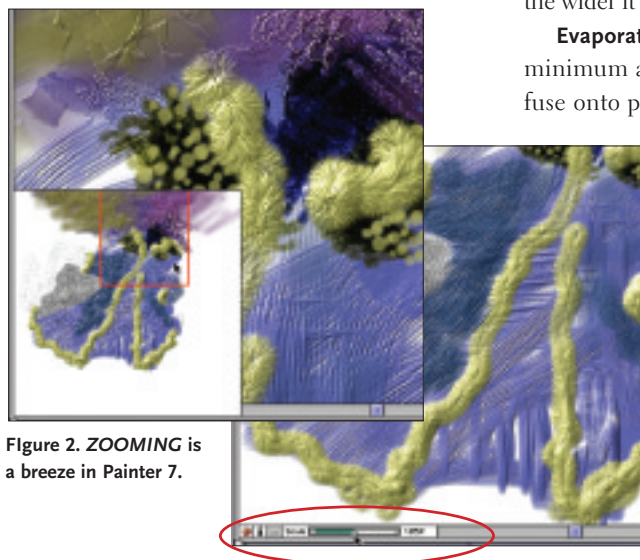 the wider it
Evaporat
minimum a
fuse onto p
FIgure 2. ZOOMING is
a breeze in Painter 7.